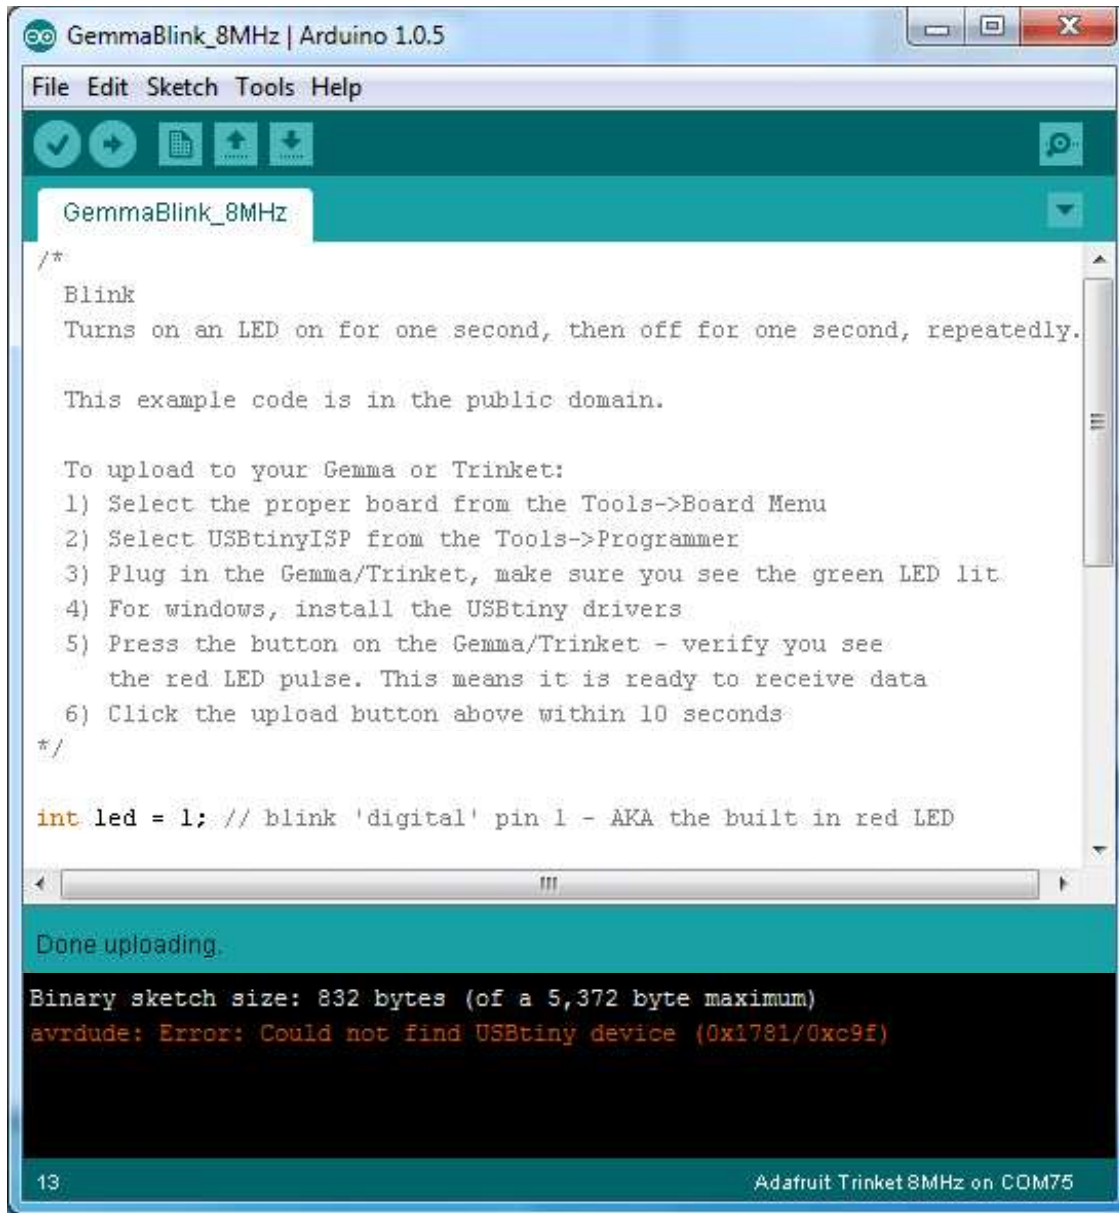 GemmaBlink_8MHz | Arduino 1.0.5
File Edit Sketch Tools Help
GemmaBlink_8MHz
/*
Blink
Turns on an LED on for one second, then off for one second, repeatedly.
This example code is in the public domain.
To upload to your Gemma or Trinket:
1) Select the proper board from the Tools->Board Menu
2) Select USBtinyISP from the Tools->Programmer
3) Plug in the Gemma/Trinket, make sure you see the green LED lit
4) For windows, install the USBtiny drivers
5) Press the button on the Gemma/Trinket - verify you see
the red LED pulse. This means it is ready to receive data
6) Click the upload button above within 10 seconds
*/
int led = 1; // blink 'digital' pin 1 - AKA the built in red LED
Done uploading.
Binary sketch size: 832 bytes (of a 5,372 byte maximum)
avrdude: Error: Could not find USBtiny device (0x1781/0xc9f)
13 Adafruit Trinket 8MHz on COM75